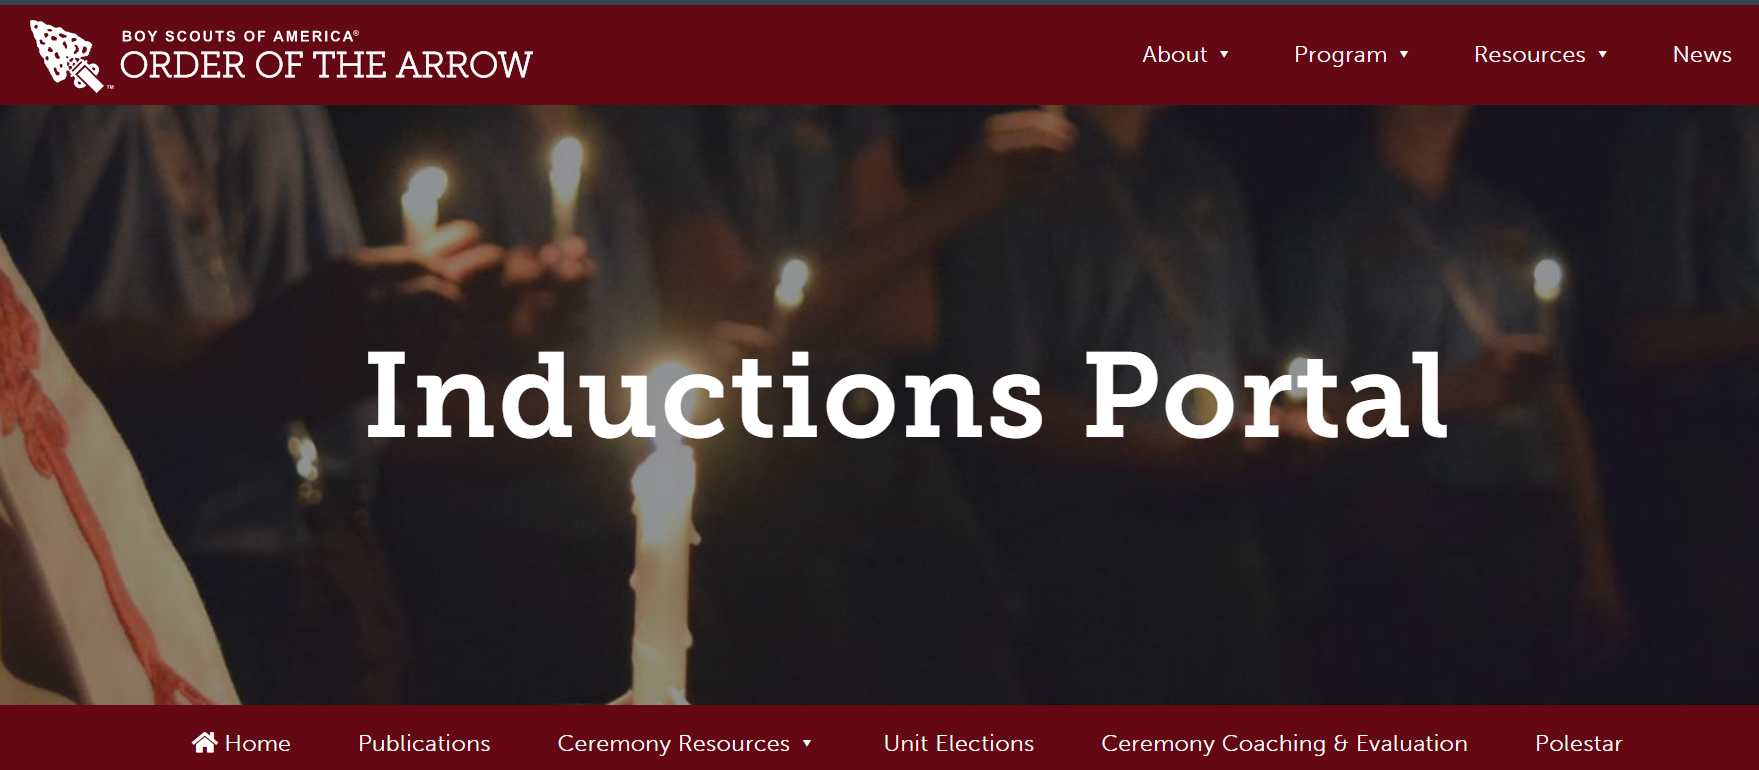 BOY SCOUTS OF AMERICA®
ORDER OF THE ARROW™
About Program Resources News
Inductions Portal
Home Publications Ceremony Resources Unit Elections Ceremony Coaching & Evaluation Polestar